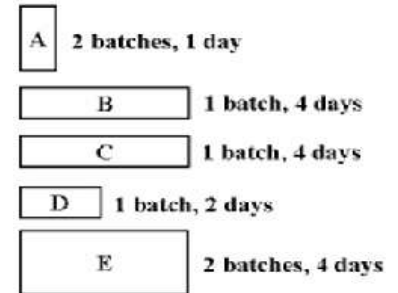 A 2 batches, 1 day
B 1 batch, 4 days
C 1 batch, 4 days
D 1 batch, 2 days
E 2 batches, 4 days